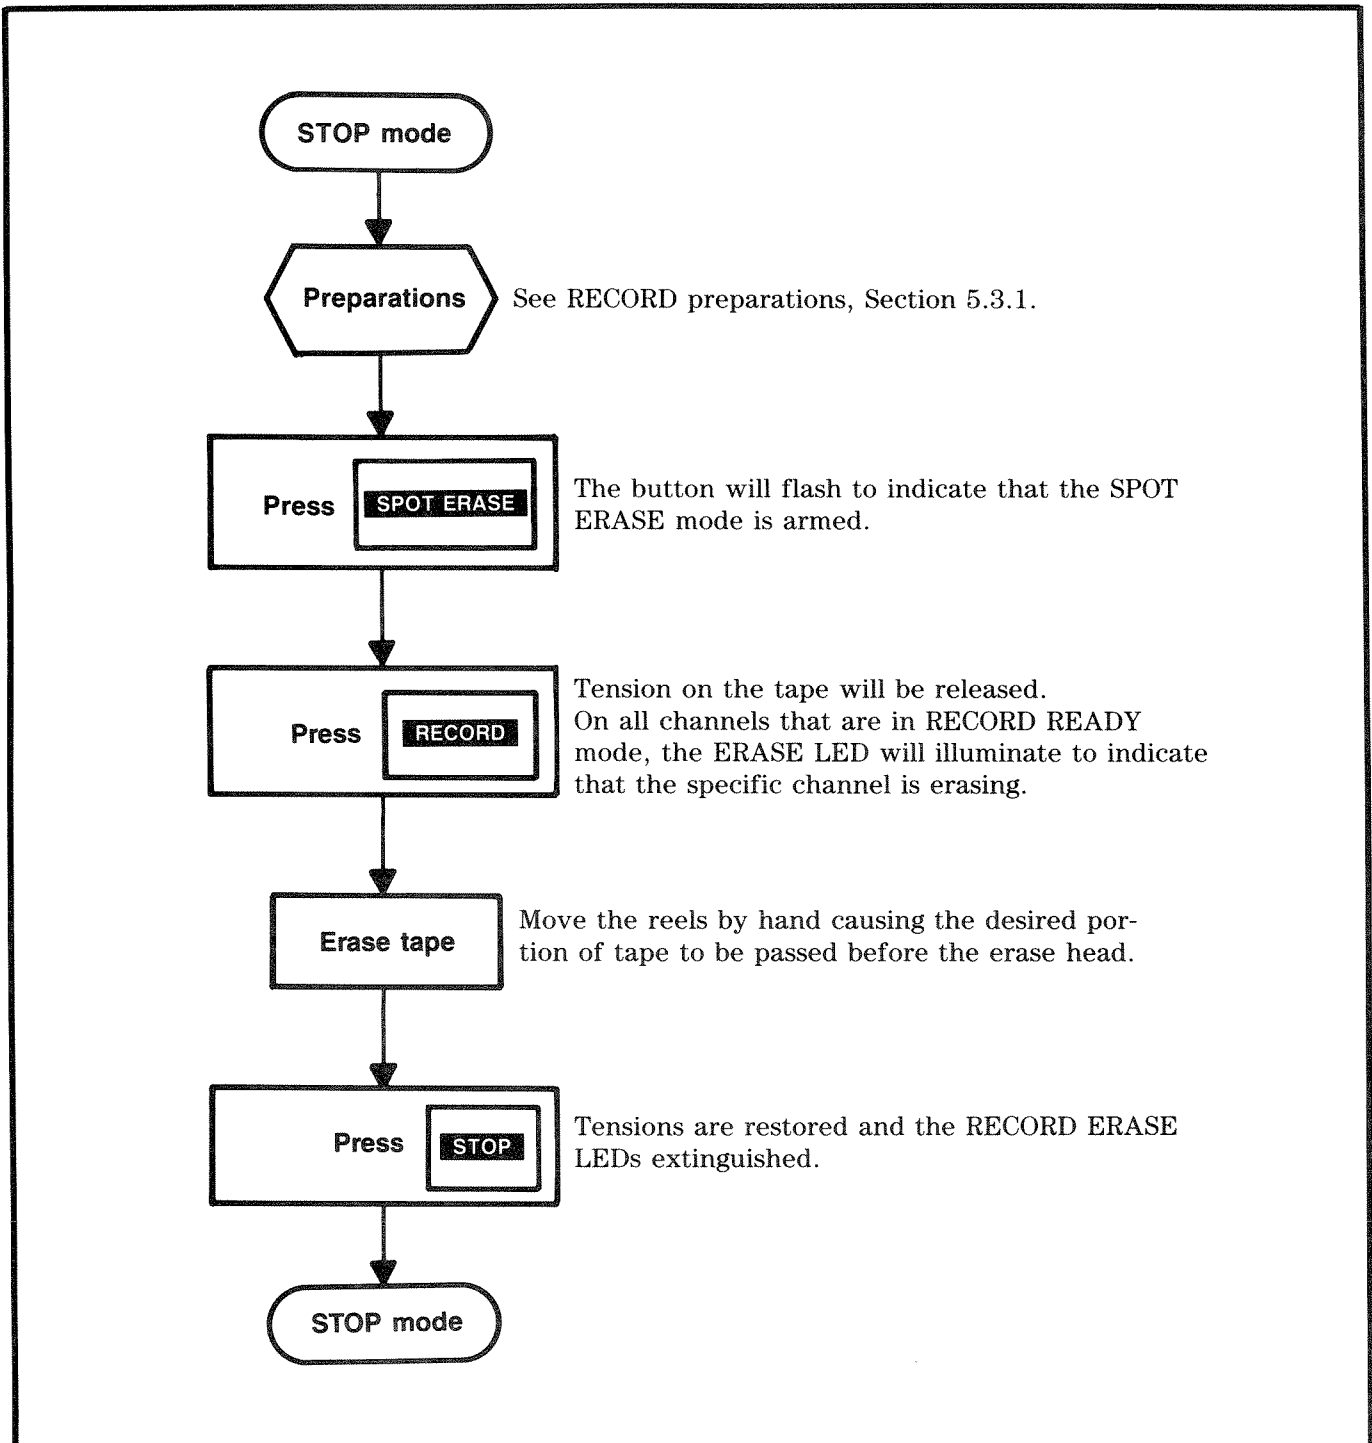 STOP mode
Preparations
See RECORD preparations, Section 5.3.1.
Press SPOT ERASE
The button will flash to indicate that the SPOT
ERASE mode is armed.
Press RECORD
Tension on the tape will be released.
On all channels that are in RECORD READY
mode, the ERASE LED will illuminate to indicate
that the specific channel is erasing.
Erase tape
Move the reels by hand causing the desired por-
tion of tape to be passed before the erase head.
Press STOP
Tensions are restored and the RECORD ERASE
LEDs extinguished.
STOP mode